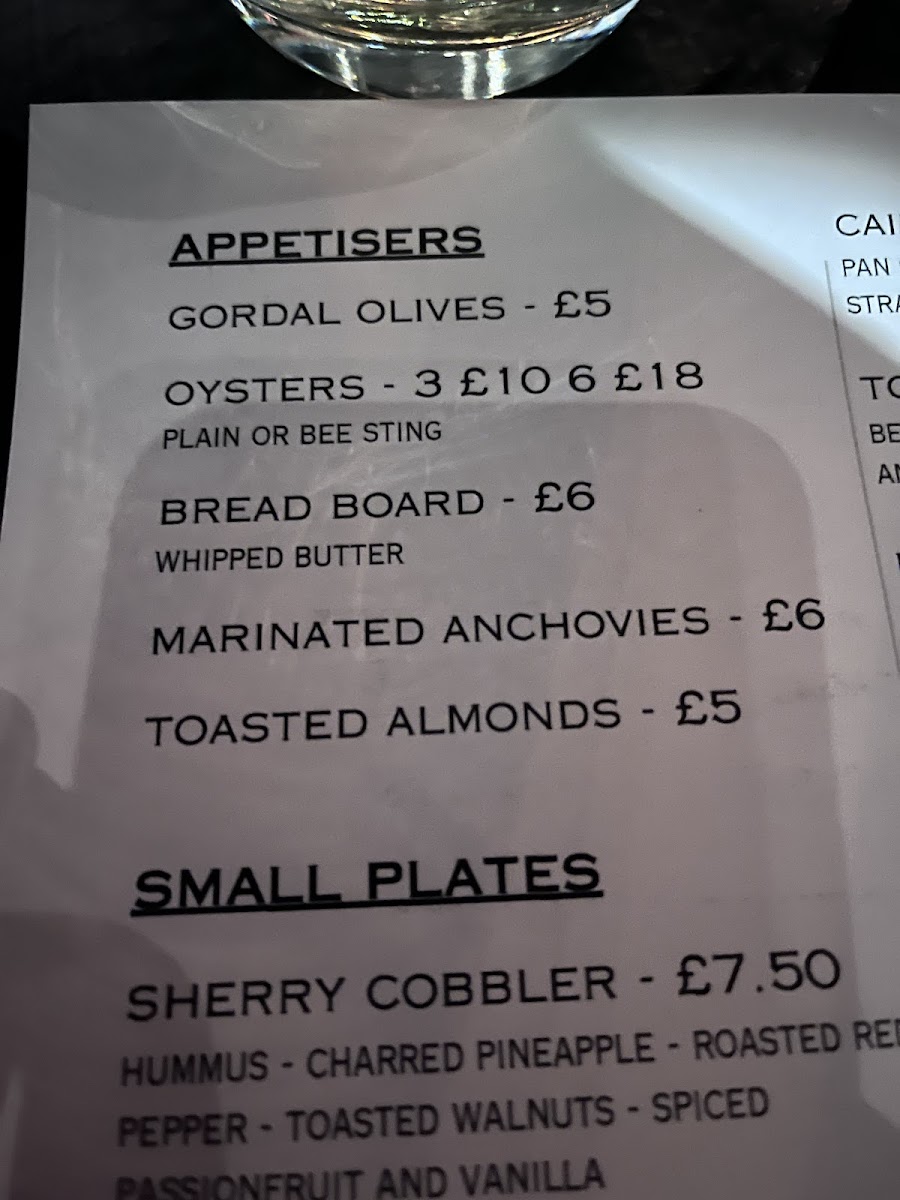 APPETISERS
GORDAL OLIVES - £5
OYSTERS - 3 £10 6 £18
PLAIN OR BEE STING
BREAD BOARD - £6
WHIPPED BUTTER
MARINATED ANCHOVIES - £6
TOASTED ALMONDS - £5
SMALL PLATES
SHERRY COBBLER - £7.50
HUMMUS - CHARRED PINEAPPLE - ROASTED RED
PEPPER - TOASTED WALNUTS - SPICED
PASSIONFRUIT AND VANILLA
PAN